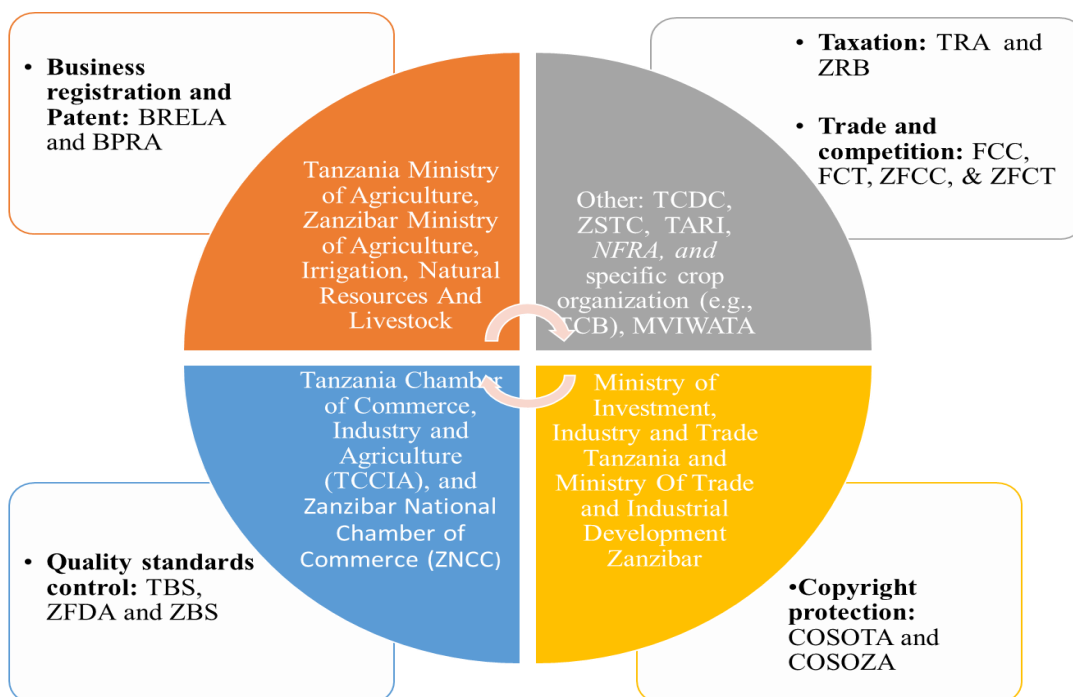 • Business
registration and
Patent: BRELA
and BPRA
Tanzania Ministry
of Agriculture,
Zanzibar Ministry
of Agriculture,
Irrigation, Natural
Resources And
Livestock
• Taxation: TRA and
ZRB
• Trade and
competition: FCC,
FCT, ZFCC, & ZFCT
Other: TCDC,
ZSTC, TARI,
NFRA, and
specific crop
organization (e.g.,
TCB), MVIWATA
Tanzania Chamber
of Commerce,
Industry and
Agriculture
(TCCIA), and
Zanzibar National
Chamber of
Commerce (ZNCC)
• Quality standards
control: TBS,
ZFDA and ZBS
Ministry of
Investment,
Industry and Trade
Tanzania and
Ministry Of Trade
and Industrial
Development
Zanzibar
•Copyright
protection:
COSOTA and
COSOZA